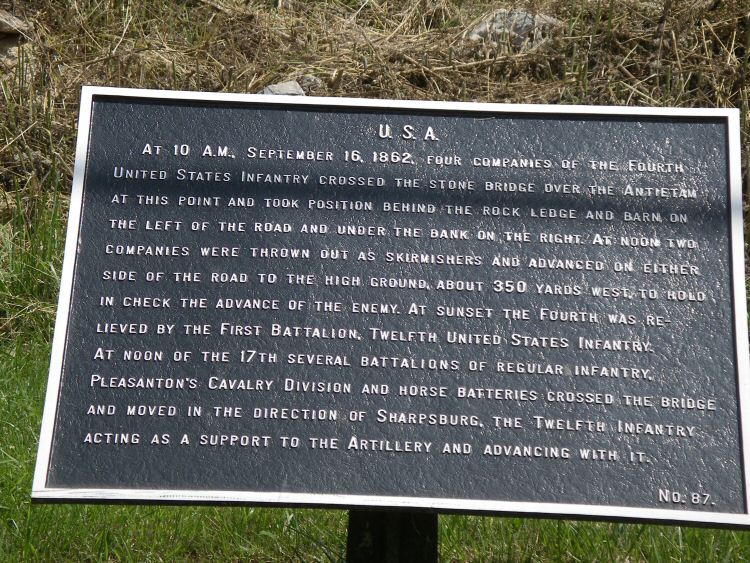 U. S. A.
AT 10 A.M., SEPTEMBER 16, 1862, FOUR COMPANIES OF THE FOURTH
UNITED STATES INFANTRY CROSSED THE STONE BRIDGE OVER THE ANTIETAM
AT THIS POINT AND TOOK POSITION BEHIND THE ROCK LEDGE AND BARN, ON
THE LEFT OF THE ROAD AND UNDER THE BANK ON THE RIGHT. AT NOON TWO
COMPANIES WERE THROWN OUT AS SKIRMISHERS AND ADVANCED ON EITHER
SIDE OF THE ROAD TO THE HIGH GROUND, ABOUT 350 YARDS WEST, TO HOLD
IN CHECK THE ADVANCE OF THE ENEMY. AT SUNSET THE FOURTH WAS RE-
LIEVED BY THE FIRST BATTALION, TWELFTH UNITED STATES INFANTRY.
AT NOON OF THE 17TH SEVERAL BATTALIONS OF REGULAR INFANTRY,
PLEASANTON'S CAVALRY DIVISION AND HORSE BATTERIES CROSSED THE BRIDGE
AND MOVED IN THE DIRECTION OF SHARPSBURG, THE TWELFTH INFANTRY
ACTING AS A SUPPORT TO THE ARTILLERY AND ADVANCING WITH IT.
NO. 87.